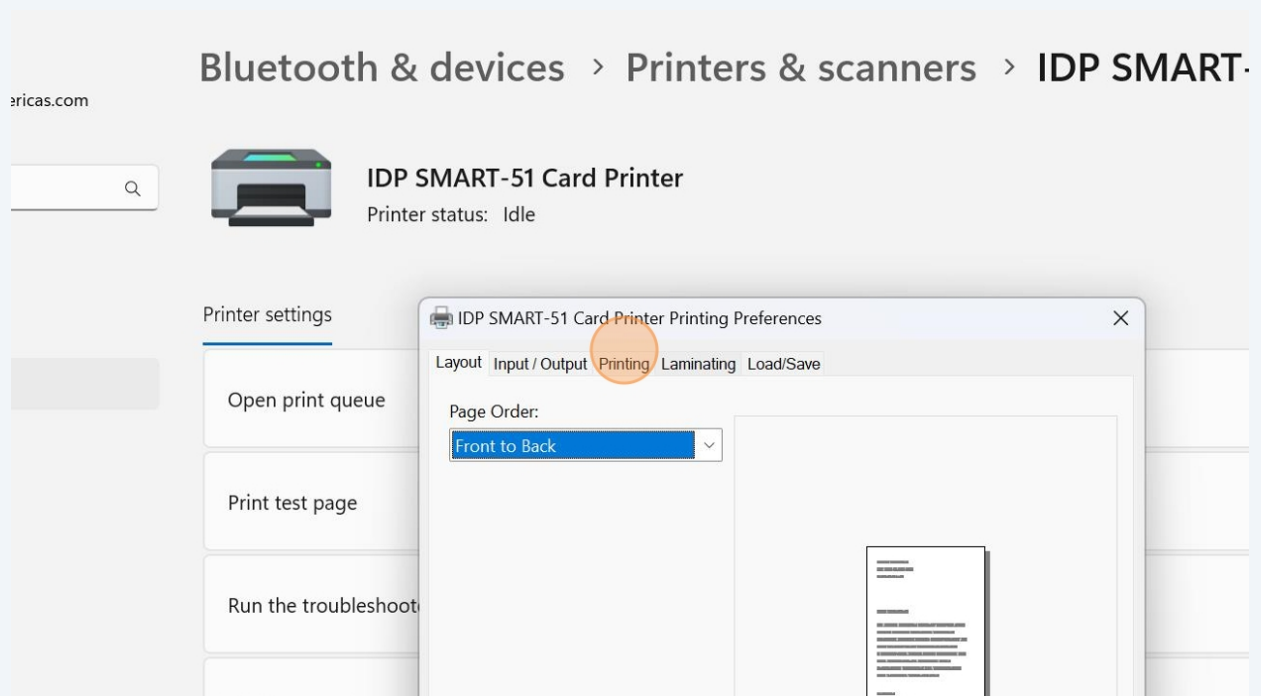 Bluetooth & devices > Printers & scanners > IDP SMART-
ericas.com
IDP SMART-51 Card Printer
Printer status: Idle
Printer settings
IDP SMART-51 Card Printer Printing Preferences
Layout Input / Output Printing Laminating Load/Save
Open print queue
Page Order:
Front to Back
Print test page
Run the troubleshoot